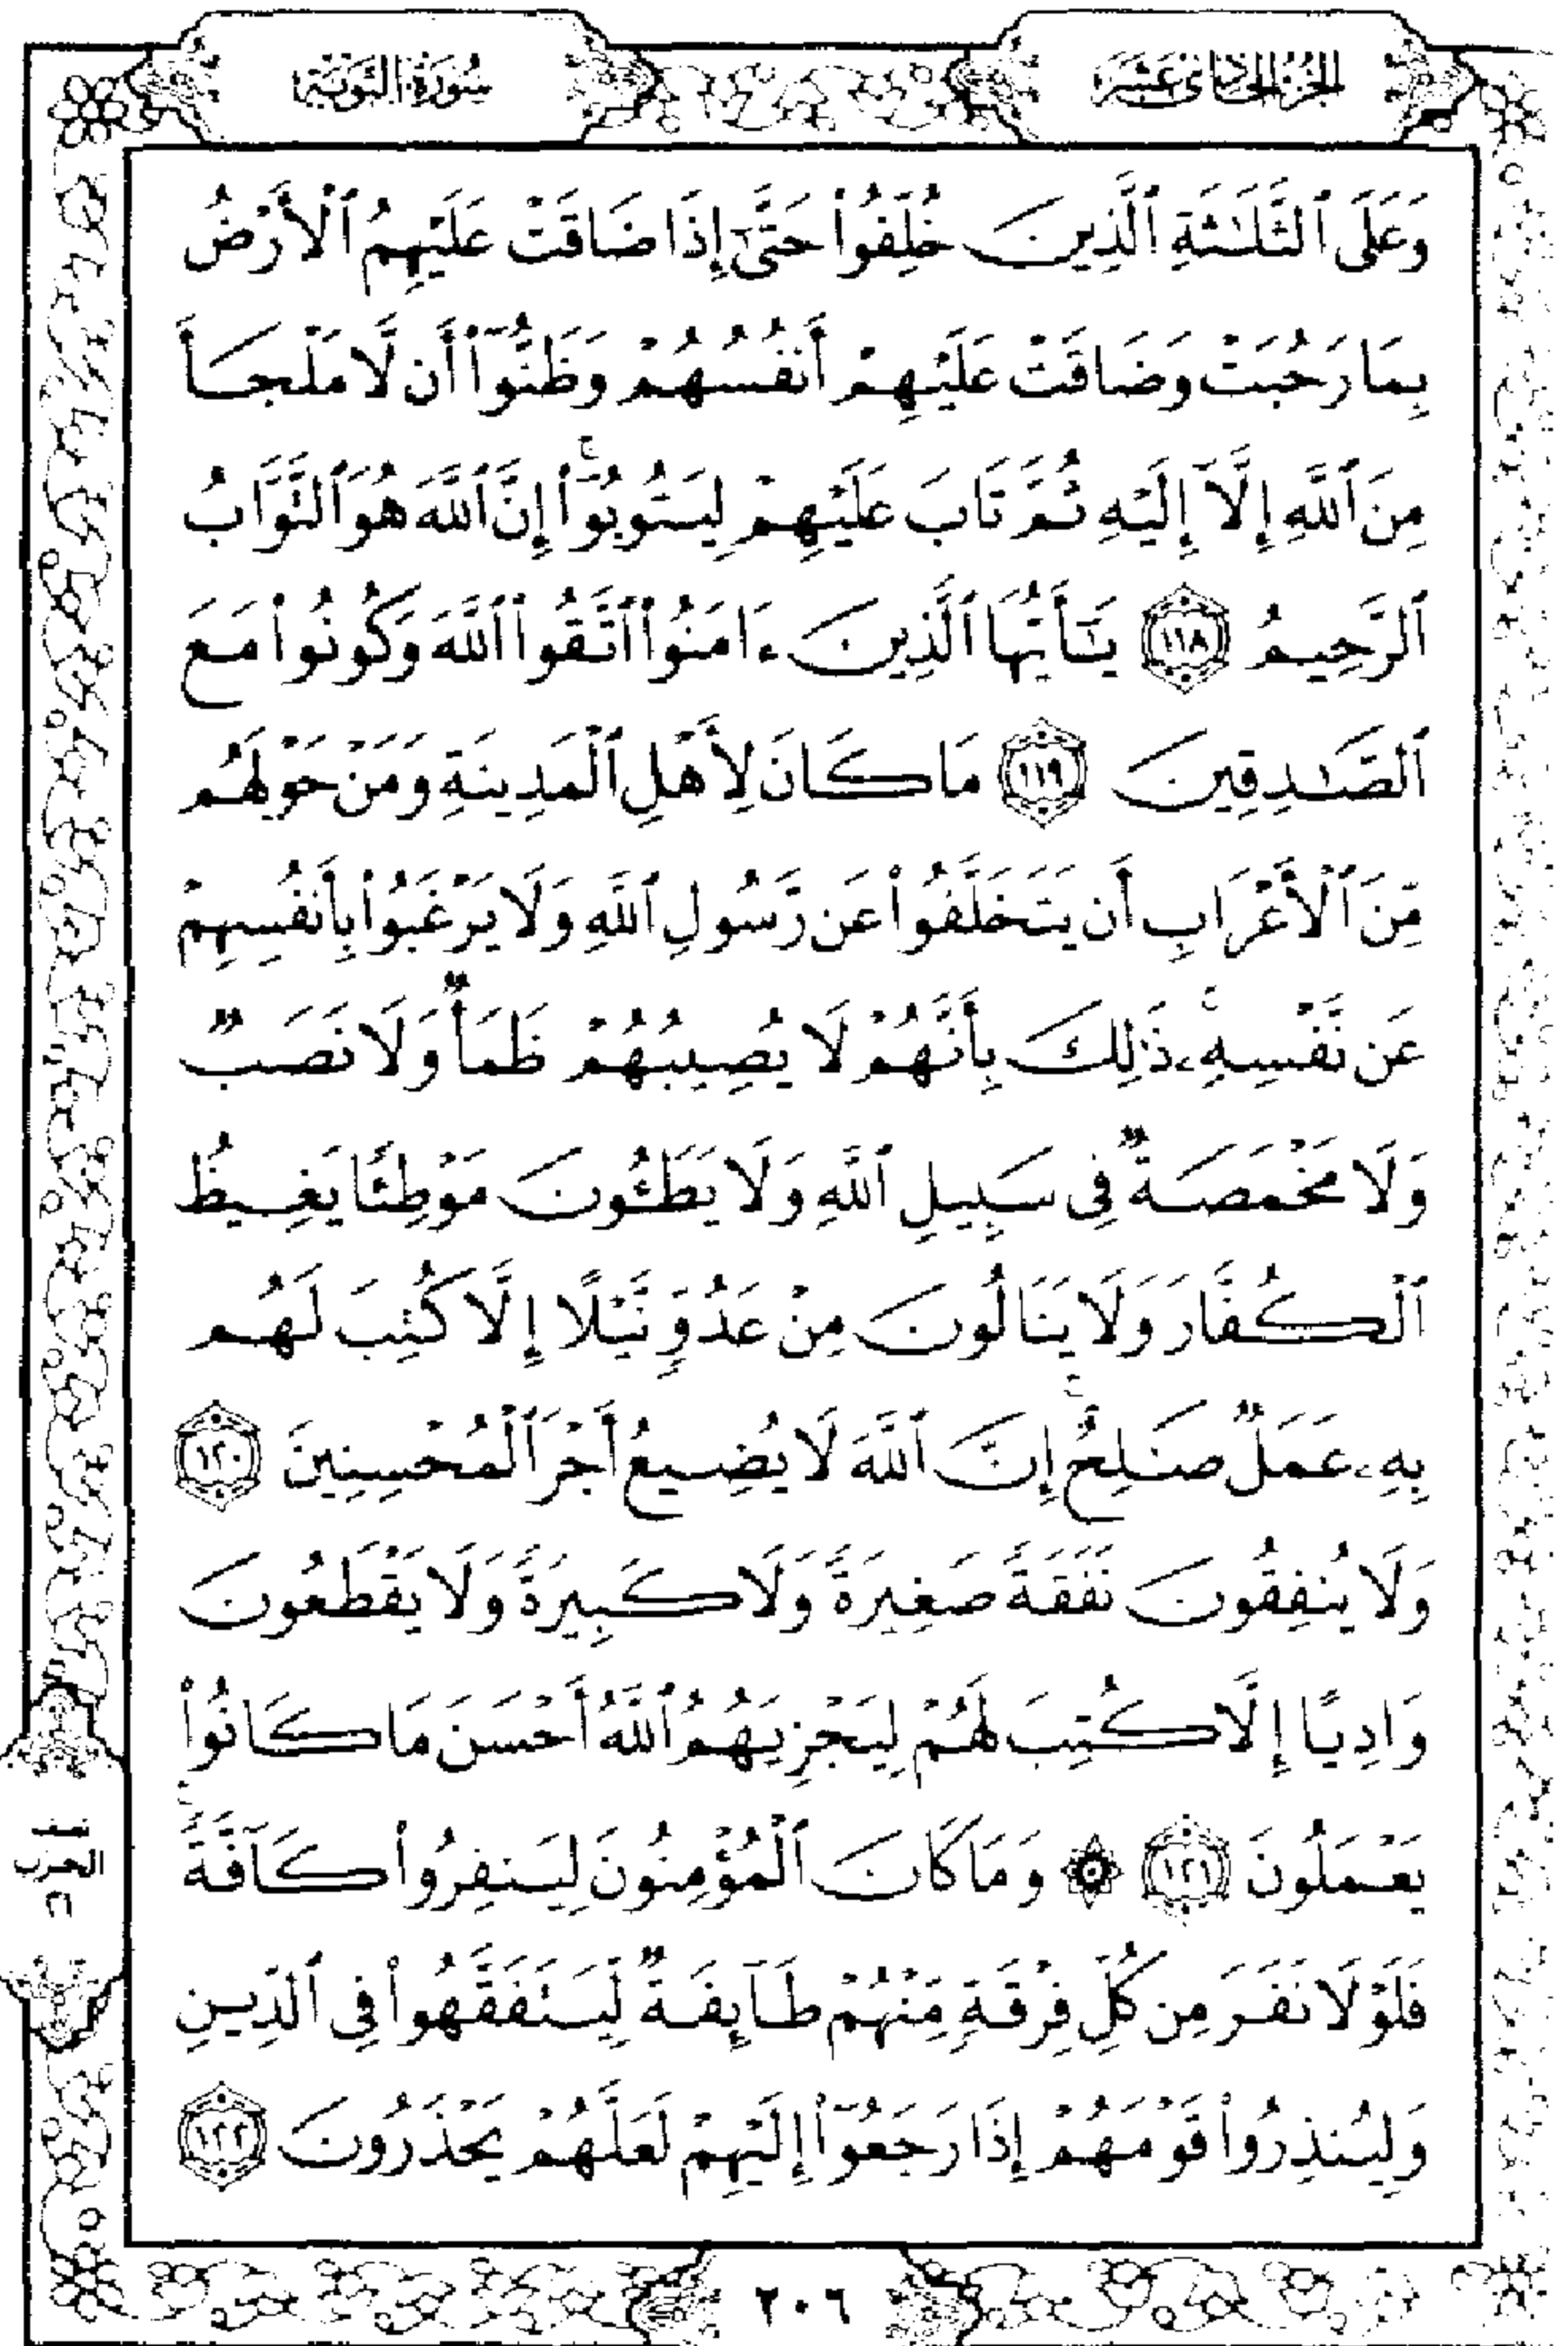 الجزء الحادي عشر
سورة التوبة
وَعَلَى ٱلثَّلَـٰثَةِ ٱلَّذِينَ خُلِّفُوا۟ حَتَّىٰٓ إِذَا ضَاقَتْ عَلَيْهِمُ ٱلْأَرْضُ
بِمَا رَحُبَتْ وَضَاقَتْ عَلَيْهِمْ أَنفُسُهُمْ وَظَنُّوٓا۟ أَن لَّا مَلْجَأَ
مِنَ ٱللَّهِ إِلَّآ إِلَيْهِ ثُمَّ تَابَ عَلَيْهِمْ لِيَتُوبُوٓا۟ ۚ إِنَّ ٱللَّهَ هُوَ ٱلتَّوَّابُ
ٱلرَّحِيمُ ١١٨ يَـٰٓأَيُّهَا ٱلَّذِينَ ءَامَنُوا۟ ٱتَّقُوا۟ ٱللَّهَ وَكُونُوا۟ مَعَ
ٱلصَّـٰدِقِينَ ١١٩ مَا كَانَ لِأَهْلِ ٱلْمَدِينَةِ وَمَنْ حَوْلَهُم
مِّنَ ٱلْأَعْرَابِ أَن يَتَخَلَّفُوا۟ عَن رَّسُولِ ٱللَّهِ وَلَا يَرْغَبُوا۟ بِأَنفُسِهِمْ
عَن نَّفْسِهِۦ ۚ ذَٰلِكَ بِأَنَّهُمْ لَا يُصِيبُهُمْ ظَمَأٌ وَلَا نَصَبٌ
وَلَا مَخْمَصَةٌ فِى سَبِيلِ ٱللَّهِ وَلَا يَطَـُٔونَ مَوْطِئًا يَغِيظُ
ٱلْكُفَّارَ وَلَا يَنَالُونَ مِنْ عَدُوٍّ نَّيْلًا إِلَّا كُتِبَ لَهُم
بِهِۦ عَمَلٌ صَـٰلِحٌ ۚ إِنَّ ٱللَّهَ لَا يُضِيعُ أَجْرَ ٱلْمُحْسِنِينَ ١٢٠
وَلَا يُنفِقُونَ نَفَقَةً صَغِيرَةً وَلَا كَبِيرَةً وَلَا يَقْطَعُونَ
وَادِيًا إِلَّا كُتِبَ لَهُمْ لِيَجْزِيَهُمُ ٱللَّهُ أَحْسَنَ مَا كَانُوا۟
يَعْمَلُونَ ١٢١ ۞ وَمَا كَانَ ٱلْمُؤْمِنُونَ لِيَنفِرُوا۟ كَآفَّةً ۚ
فَلَوْلَا نَفَرَ مِن كُلِّ فِرْقَةٍ مِّنْهُمْ طَآئِفَةٌ لِّيَتَفَقَّهُوا۟ فِى ٱلدِّينِ
وَلِيُنذِرُوا۟ قَوْمَهُمْ إِذَا رَجَعُوٓا۟ إِلَيْهِمْ لَعَلَّهُمْ يَحْذَرُونَ ١٢٢
الحزب
٢٠٦